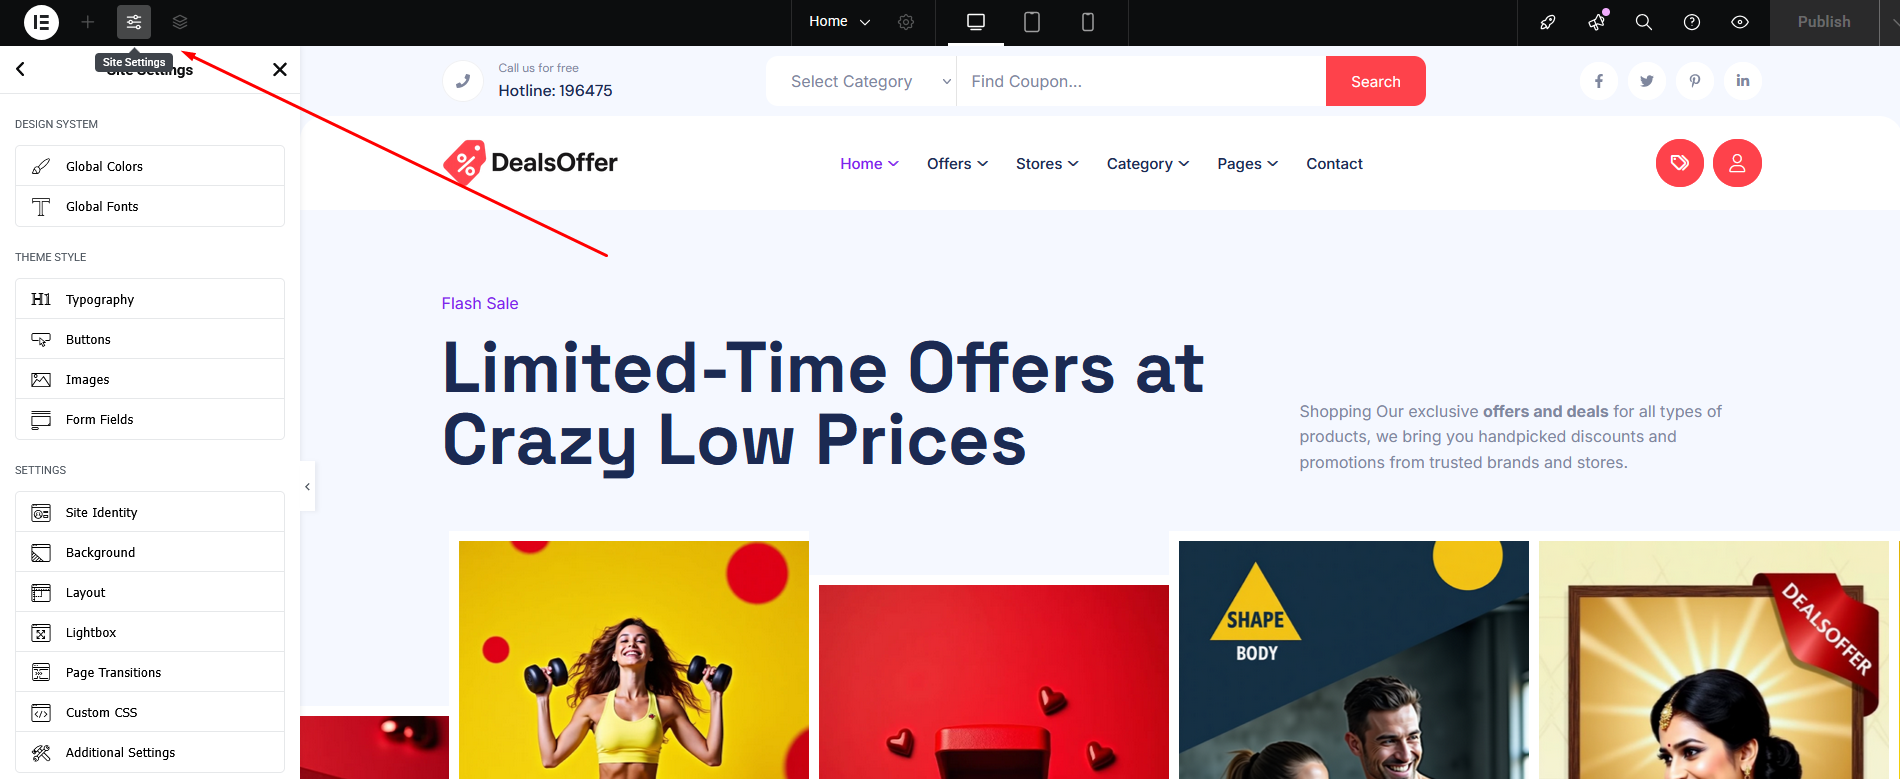 Home
Publish
Site Settings
Site Settings
DESIGN SYSTEM
Global Colors
Global Fonts
THEME STYLE
H1 Typography
Buttons
Images
Form Fields
SETTINGS
Site Identity
Background
Layout
Lightbox
Page Transitions
Custom CSS
Additional Settings
Call us for free
Hotline: 196475
Select Category
Find Coupon...
Search
DealsOffer
Home
Offers
Stores
Category
Pages
Contact
Flash Sale
Limited-Time Offers at
Crazy Low Prices
Shopping Our exclusive offers and deals for all types of
products, we bring you handpicked discounts and
promotions from trusted brands and stores.
SHAPE
BODY
DEALSOFFER